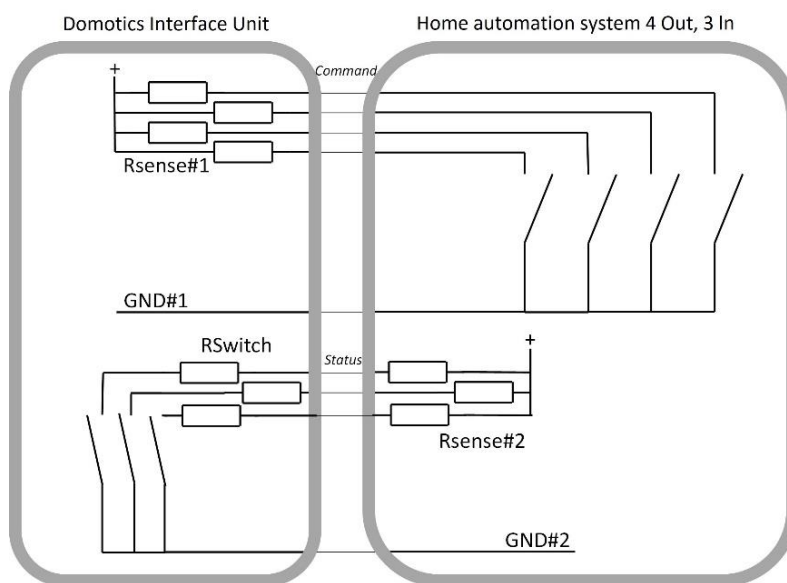 Domotics Interface Unit
Home automation system 4 Out, 3 In
+
Command
Rsense#1
GND#1
RSwitch
Status
+
Rsense#2
GND#2